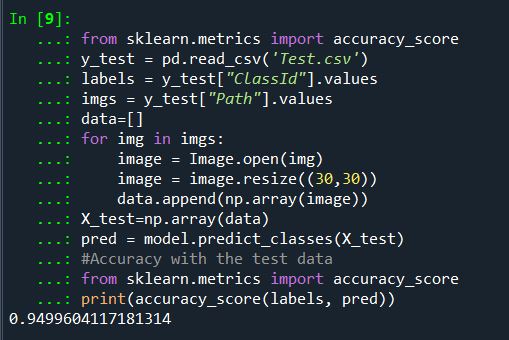 In [9]:
...: from sklearn.metrics import accuracy_score
...: y_test = pd.read_csv('Test.csv')
...: labels = y_test["ClassId"].values
...: imgs = y_test["Path"].values
...: data=[]
...: for img in imgs:
...:     image = Image.open(img)
...:     image = image.resize((30,30))
...:     data.append(np.array(image))
...: X_test=np.array(data)
...: pred = model.predict_classes(X_test)
...: #Accuracy with the test data
...: from sklearn.metrics import accuracy_score
...: print(accuracy_score(labels, pred))
0.9499604117181314